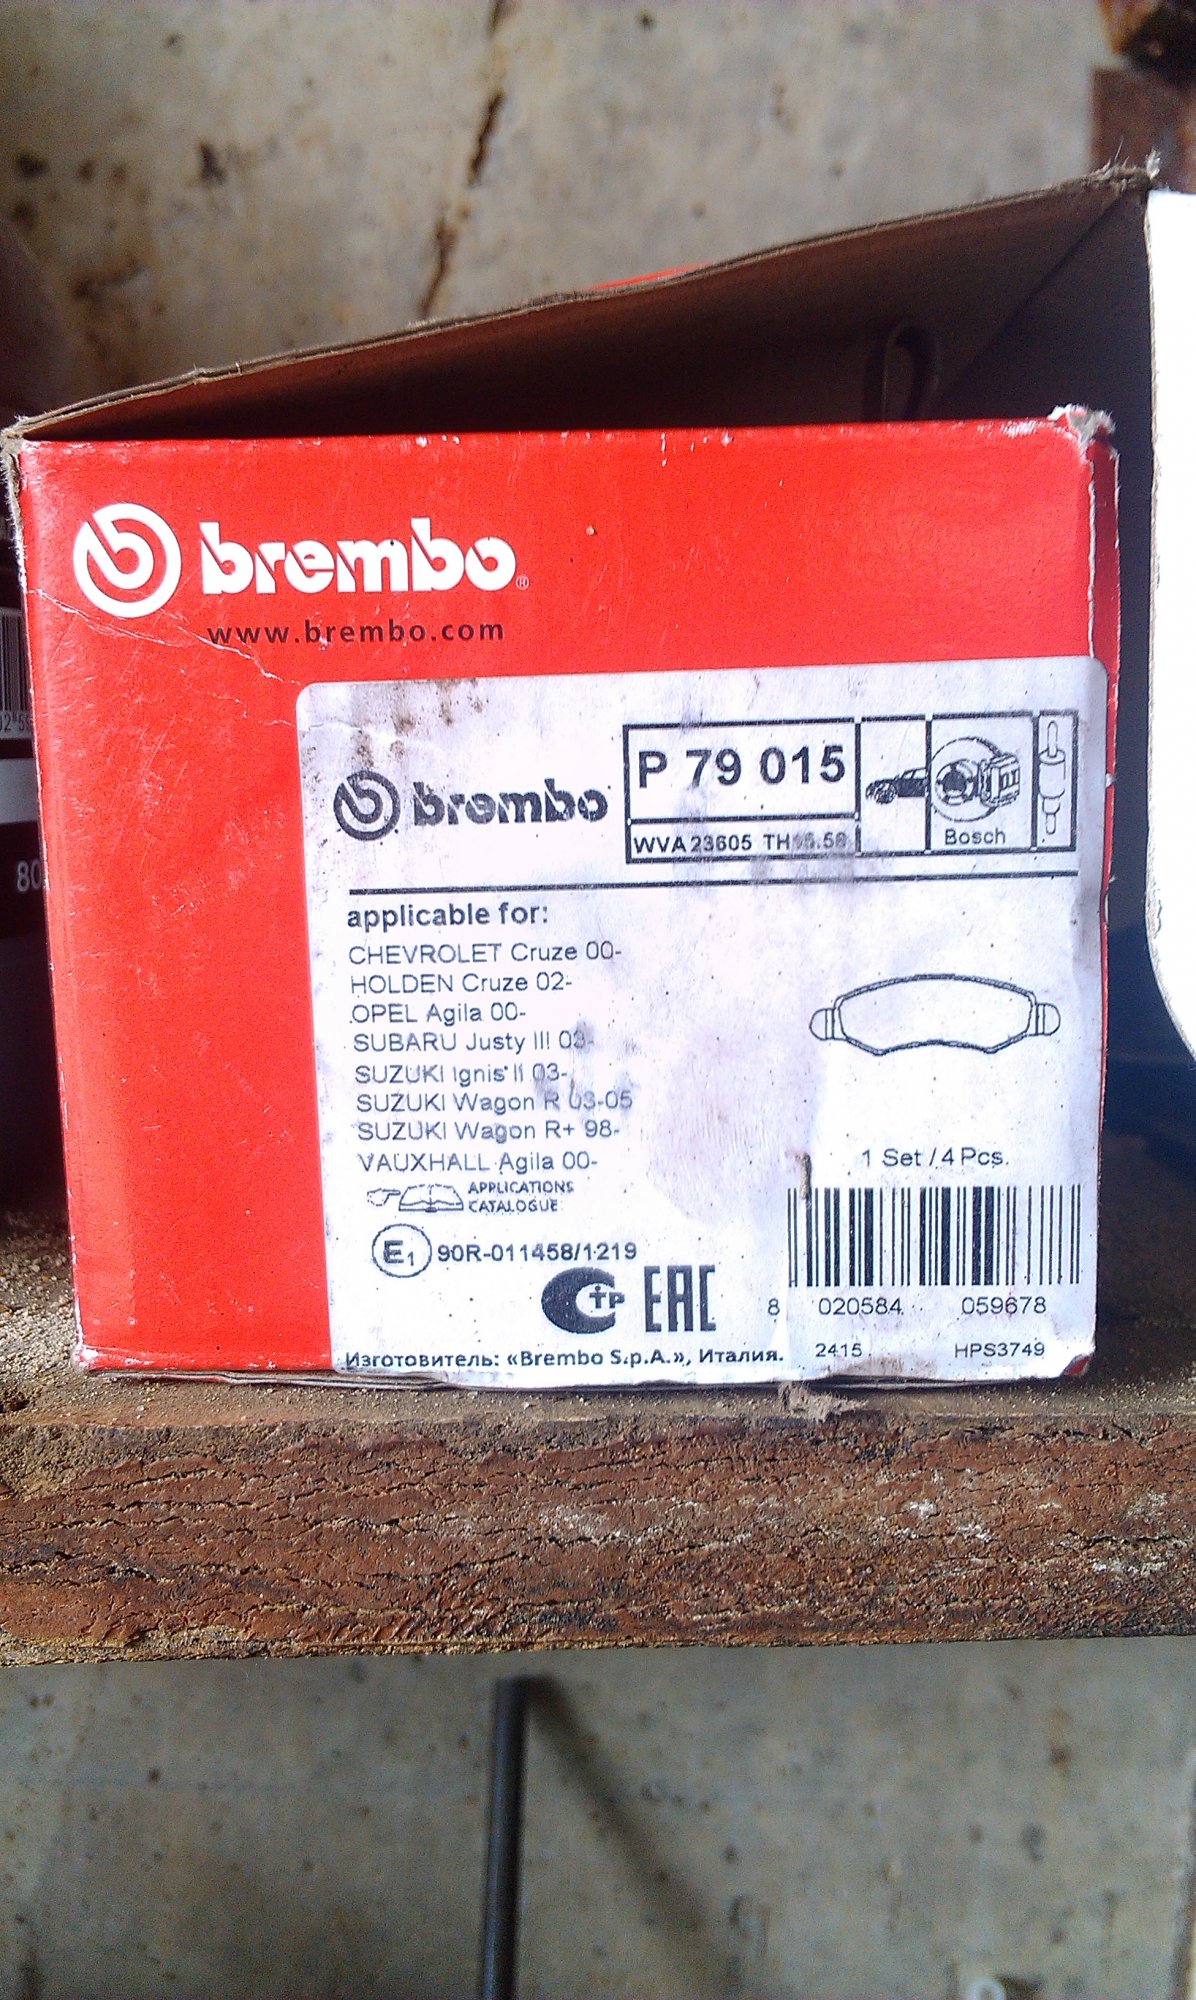 brembo®
www.brembo.com
brembo
P 79 015
WVA 23605 TH
Bosch
applicable for:
CHEVROLET Cruze 00-
HOLDEN Cruze 02-
OPEL Agila 00-
SUBARU Justy III 03-
SUZUKI Ignis II 03-
SUZUKI Wagon R 03-05
SUZUKI Wagon R+ 98-
VAUXHALL Agila 00-
APPLICATIONS
CATALOGUE
1 Set / 4 Pcs.
E1 90R-011458/1219
EAC
8 020584 059678
Изготовитель: «Brembo S.p.A.», Италия.
2415 HPS3749
80